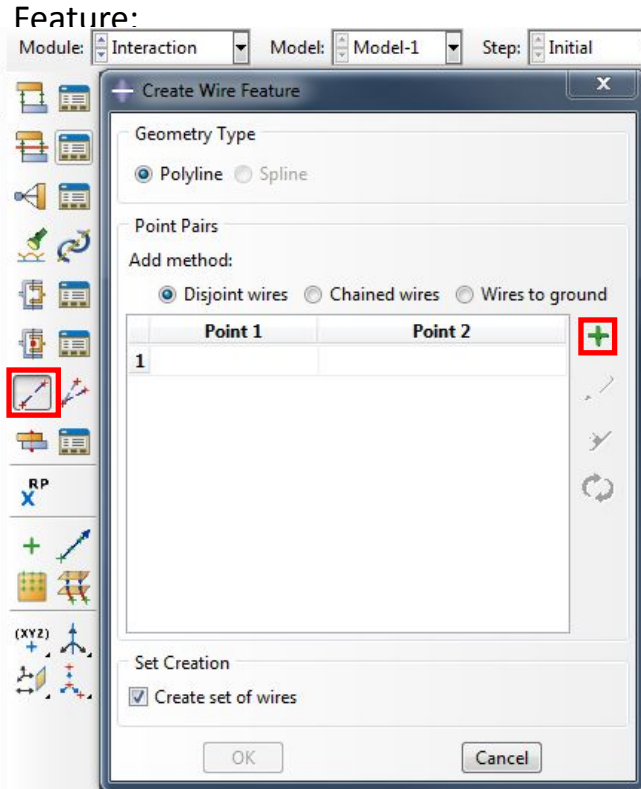 Feature:
Module: Interaction Model: Model-1 Step: Initial
Create Wire Feature x
Geometry Type
Polyline Spline
Point Pairs
Add method:
Disjoint wires Chained wires Wires to ground
Point 1 Point 2
1
RP
X
(XYZ)
Set Creation
Create set of wires
OK Cancel